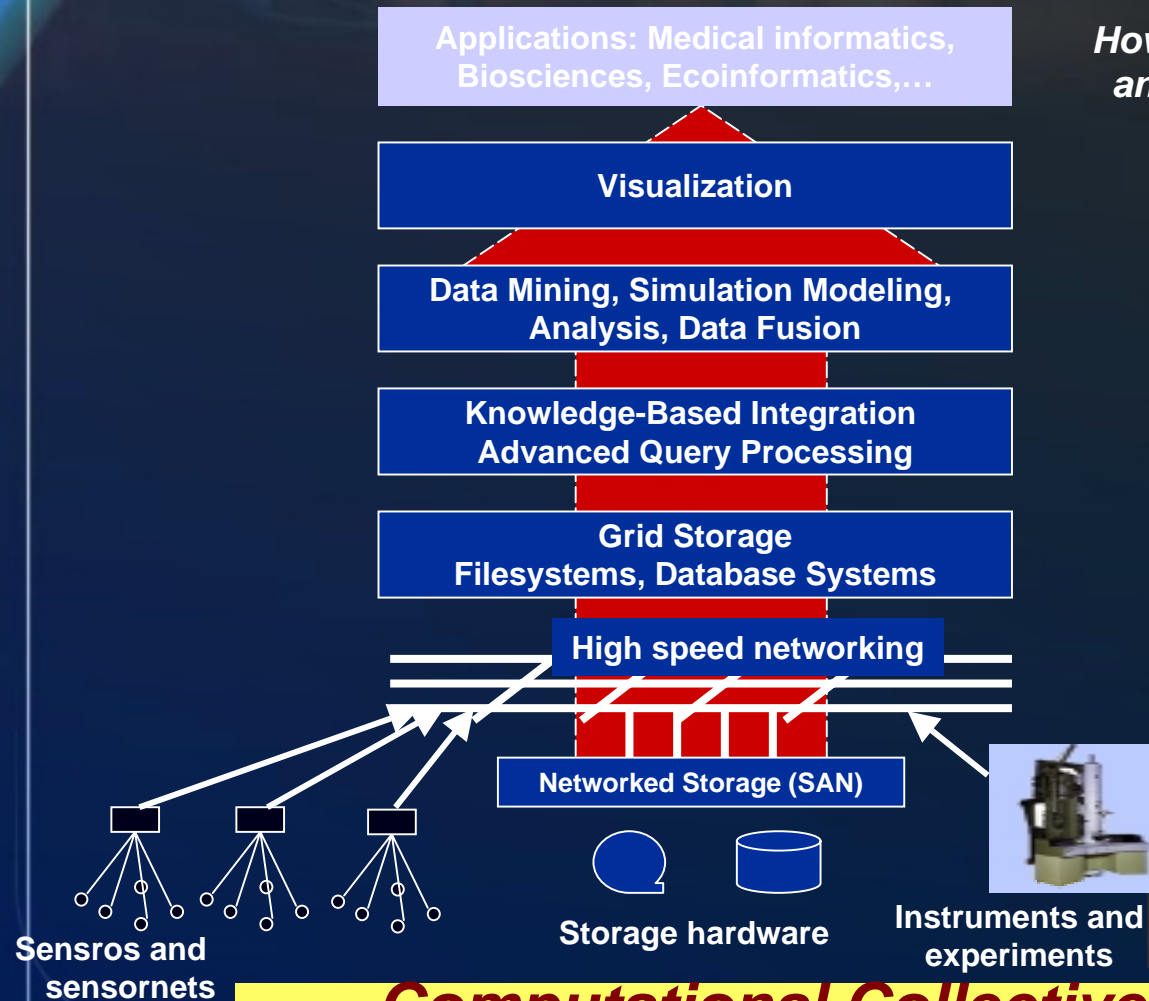 Applications: Medical informatics,
Biosciences, Ecoinformatics,…
Visualization
Data Mining, Simulation Modeling,
Analysis, Data Fusion
Knowledge-Based Integration
Advanced Query Processing
Grid Storage
Filesystems, Database Systems
High speed networking
Networked Storage (SAN)
Storage hardware
Instruments and
experiments
Sensros and
sensornets
Computational Collective